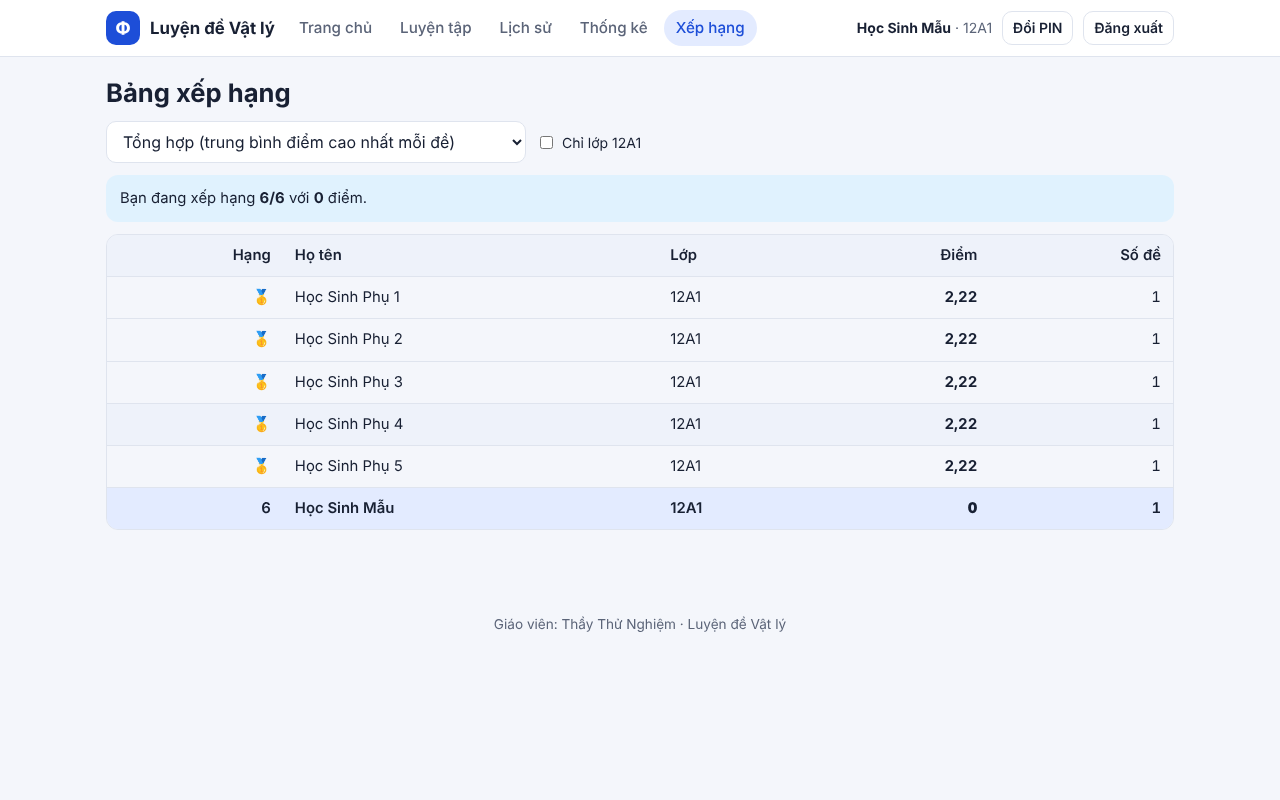 Φ Luyện đề Vật lý Trang chủ Luyện tập Lịch sử Thống kê Xếp hạng Học Sinh Mẫu · 12A1 Đổi PIN Đăng xuất
Bảng xếp hạng
Tổng hợp (trung bình điểm cao nhất mỗi đề) Chỉ lớp 12A1
Bạn đang xếp hạng 6/6 với 0 điểm.
Hạng Họ tên Lớp Điểm Số đề
🥇 Học Sinh Phụ 1 12A1 2,22 1
🥇 Học Sinh Phụ 2 12A1 2,22 1
🥇 Học Sinh Phụ 3 12A1 2,22 1
🥇 Học Sinh Phụ 4 12A1 2,22 1
🥇 Học Sinh Phụ 5 12A1 2,22 1
6 Học Sinh Mẫu 12A1 0 1
Giáo viên: Thầy Thử Nghiệm · Luyện đề Vật lý